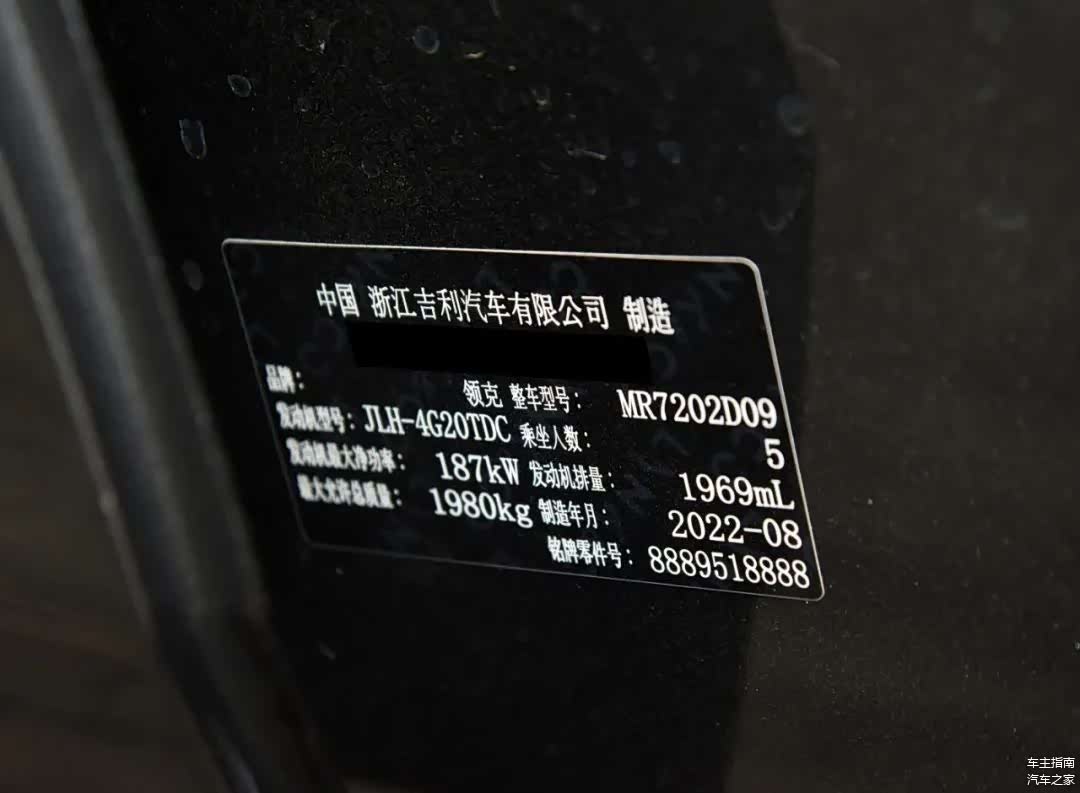 中国 浙江吉利汽车有限公司 制造
品牌： 领克 整车型号： MR7202D09
发动机型号：JLH-4G20TDC 乘坐人数： 5
发动机最大净功率： 187kW 发动机排量： 1969mL
最大允许总质量： 1980kg 制造年月： 2022-08
铭牌零件号： 8889518888
车主指南
汽车之家